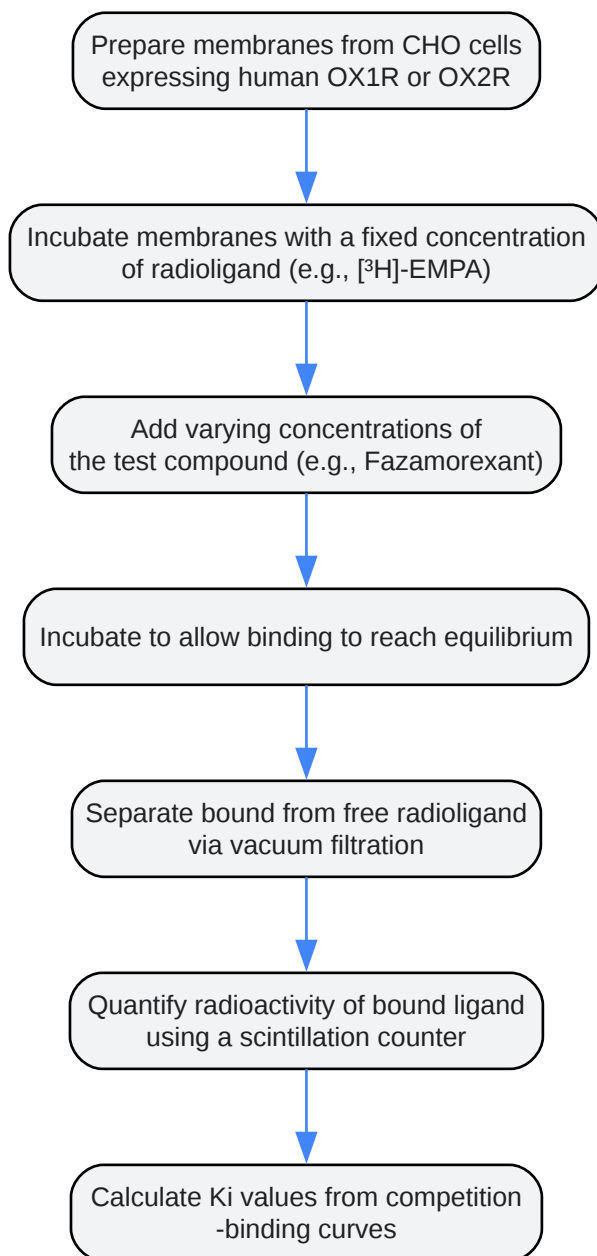 Prepare membranes from CHO cells
expressing human OX1R or OX2R
Incubate membranes with a fixed concentration
of radioligand (e.g., [³H]-EMPA)
Add varying concentrations of
the test compound (e.g., Fazamorexant)
Incubate to allow binding to reach equilibrium
Separate bound from free radioligand
via vacuum filtration
Quantify radioactivity of bound ligand
using a scintillation counter
Calculate Ki values from competition
-binding curves